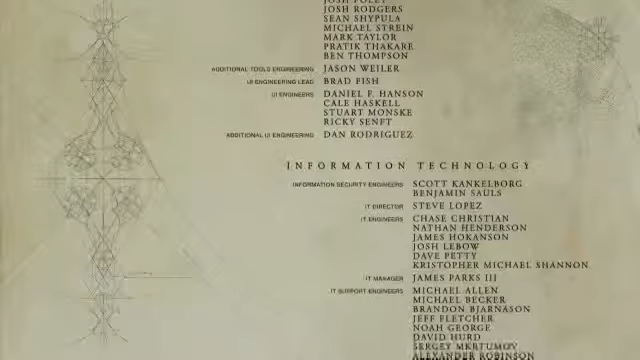 JOSH RODGERS
SEAN SHYPULA
MICHAEL STREIN
MARK TAYLOR
PRATIK THAKARE
BEN THOMPSON
ADDITIONAL TOOLS ENGINEERING JASON WEILER
UI ENGINEERING LEAD BRAD FISH
UI ENGINEERS DANIEL F. HANSON
CALE HASKELL
STUART MONSKE
RICKY SENFT
ADDITIONAL UI ENGINEERING DAN RODRIGUEZ
INFORMATION TECHNOLOGY
INFORMATION SECURITY ENGINEERS SCOTT KANKELBORG
BENJAMIN SAULS
IT DIRECTOR STEVE LOPEZ
IT ENGINEERS CHASE CHRISTIAN
NATHAN HENDERSON
JAMES HOKANSON
JOSH LEBOW
DAVE PETTY
KRISTOPHER MICHAEL SHANNON
IT MANAGER JAMES PARKS III
IT SUPPORT ENGINEERS MICHAEL ALLEN
MICHAEL BECKER
BRANDON BJARNASON
JEFF FLETCHER
NOAH GEORGE
DAVID HURD
SERGEY MKRTUMOV
ALEXANDER ROBINSON